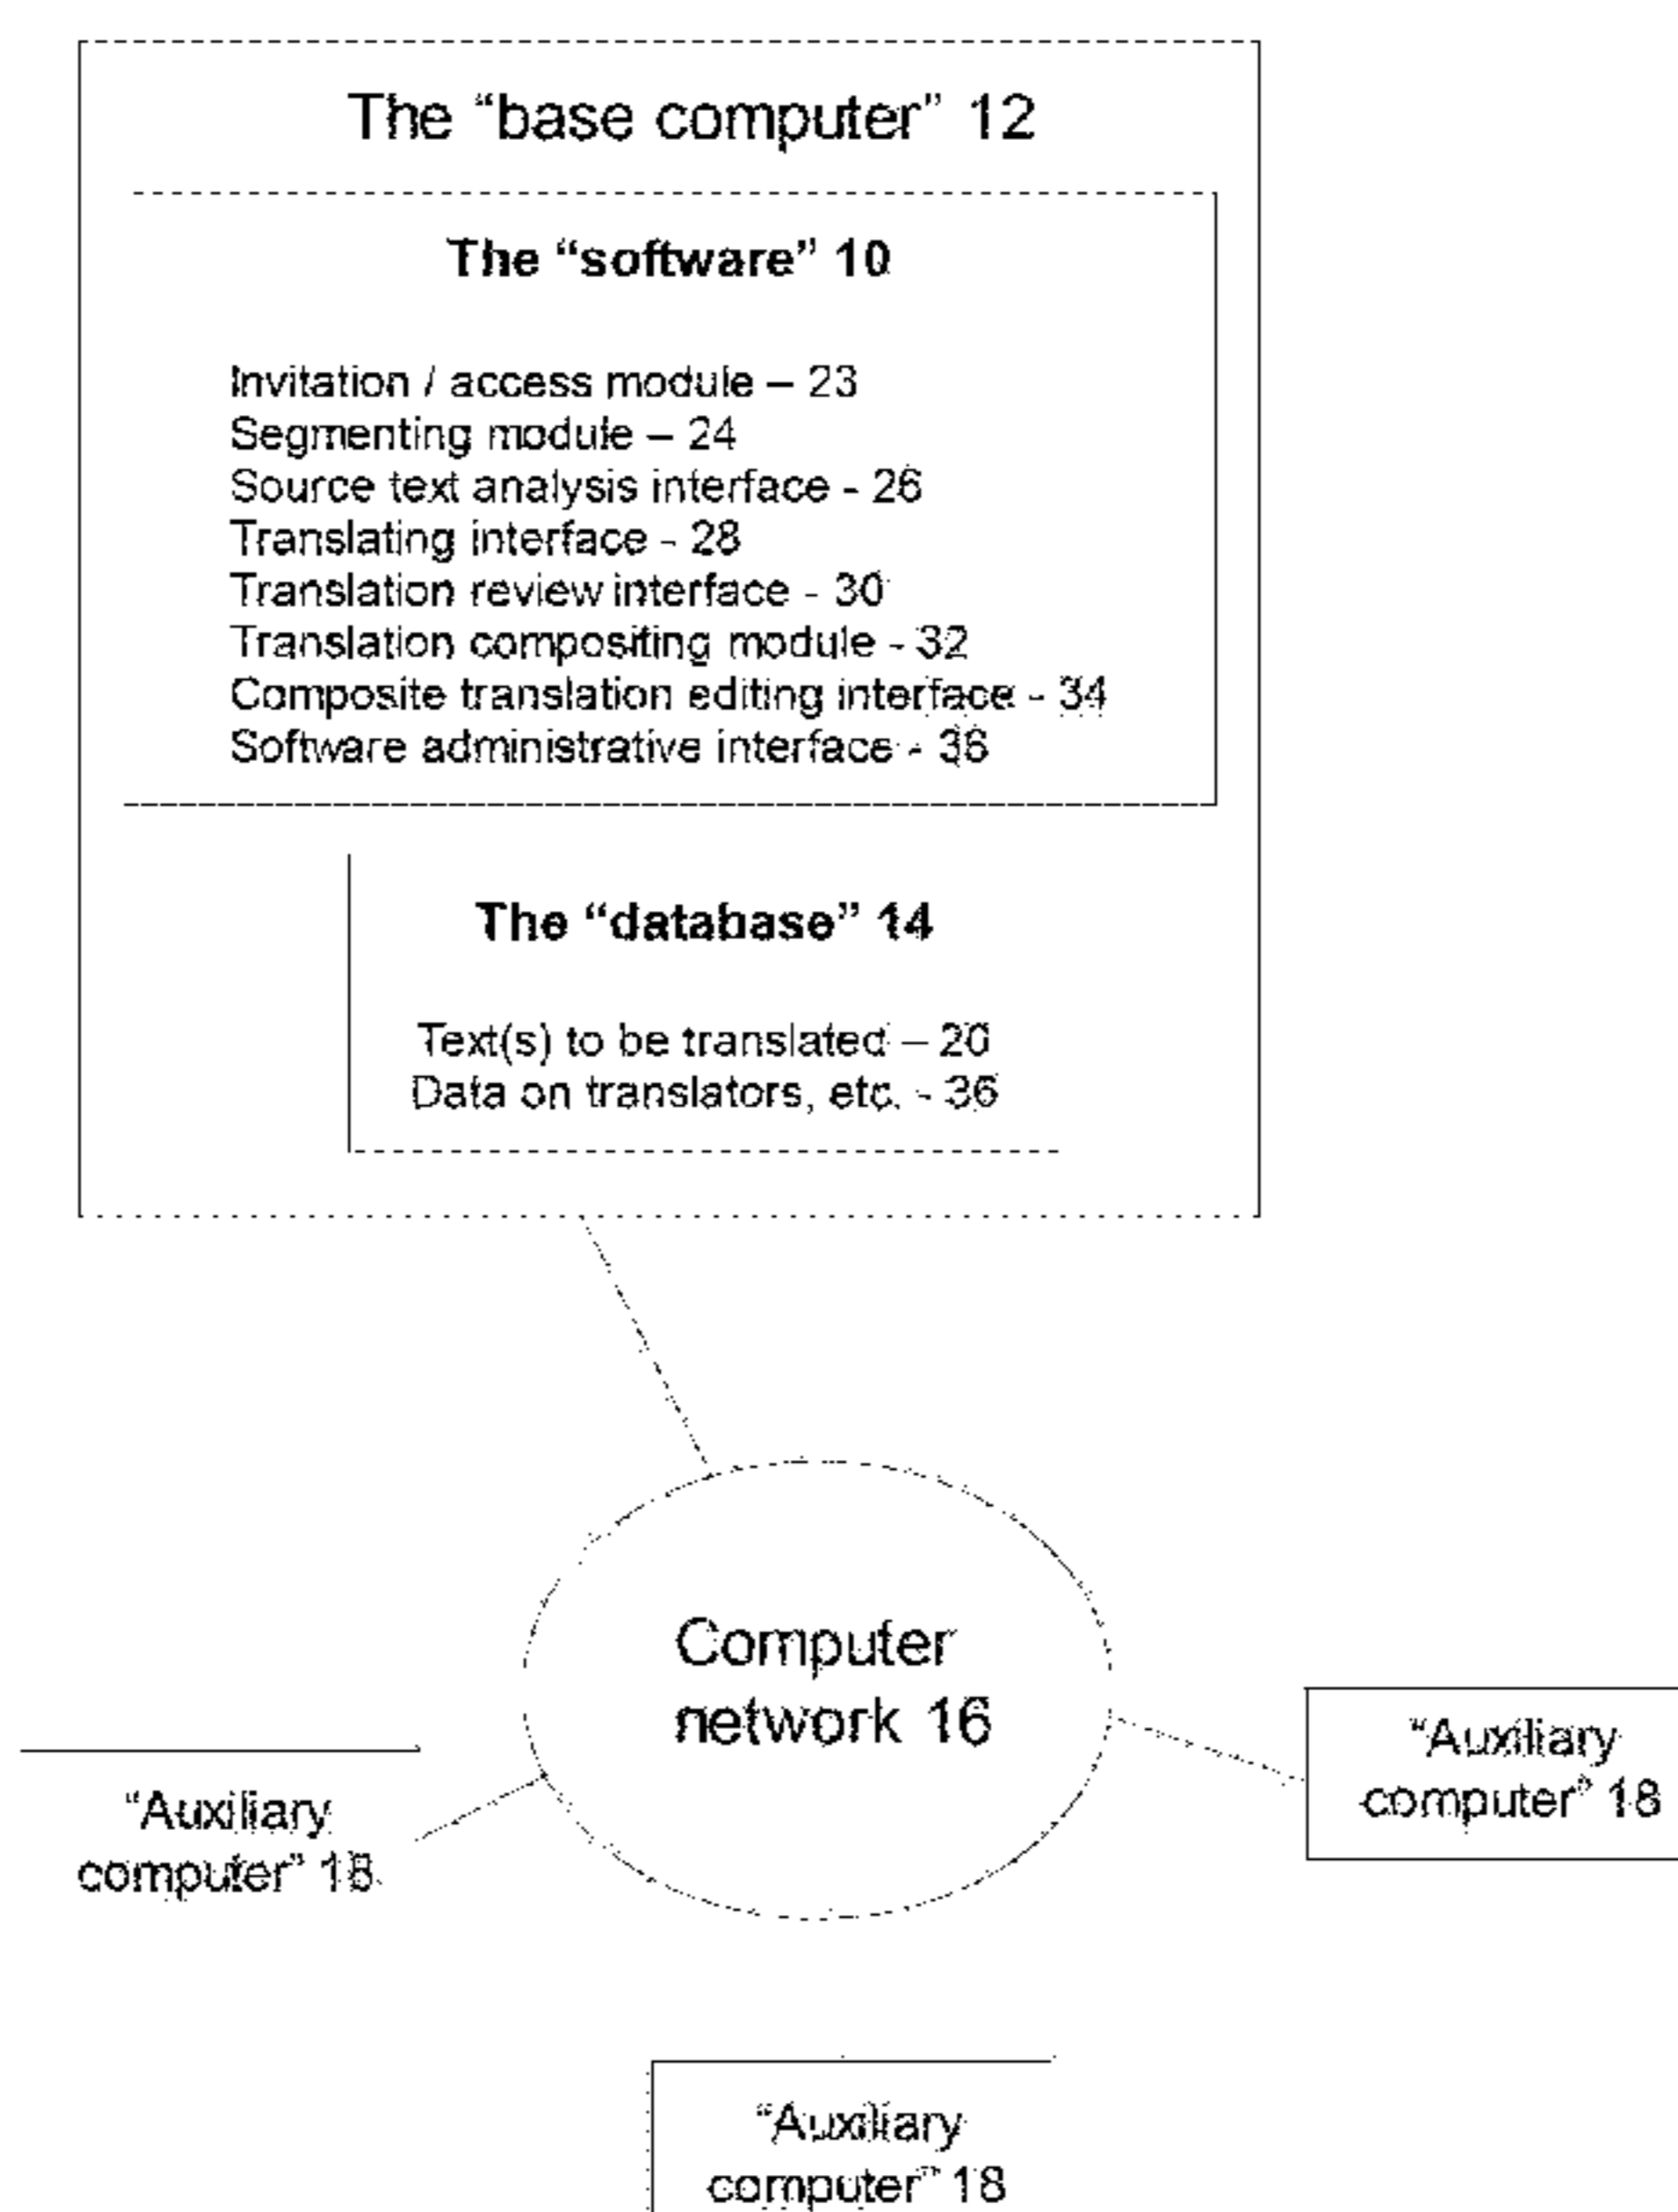 The “base computer” 12
The “software” 10
Invitation / access module – 23
Segmenting module – 24
Source text analysis interface - 26
Translating interface - 28
Translation review interface - 30
Translation compositing module - 32
Composite translation editing interface - 34
Software administrative interface - 36
The “database” 14
Text(s) to be translated – 20
Data on translators, etc. - 36
Computer
network 16
“Auxiliary
computer” 18
“Auxiliary
computer” 18
“Auxiliary
computer” 18